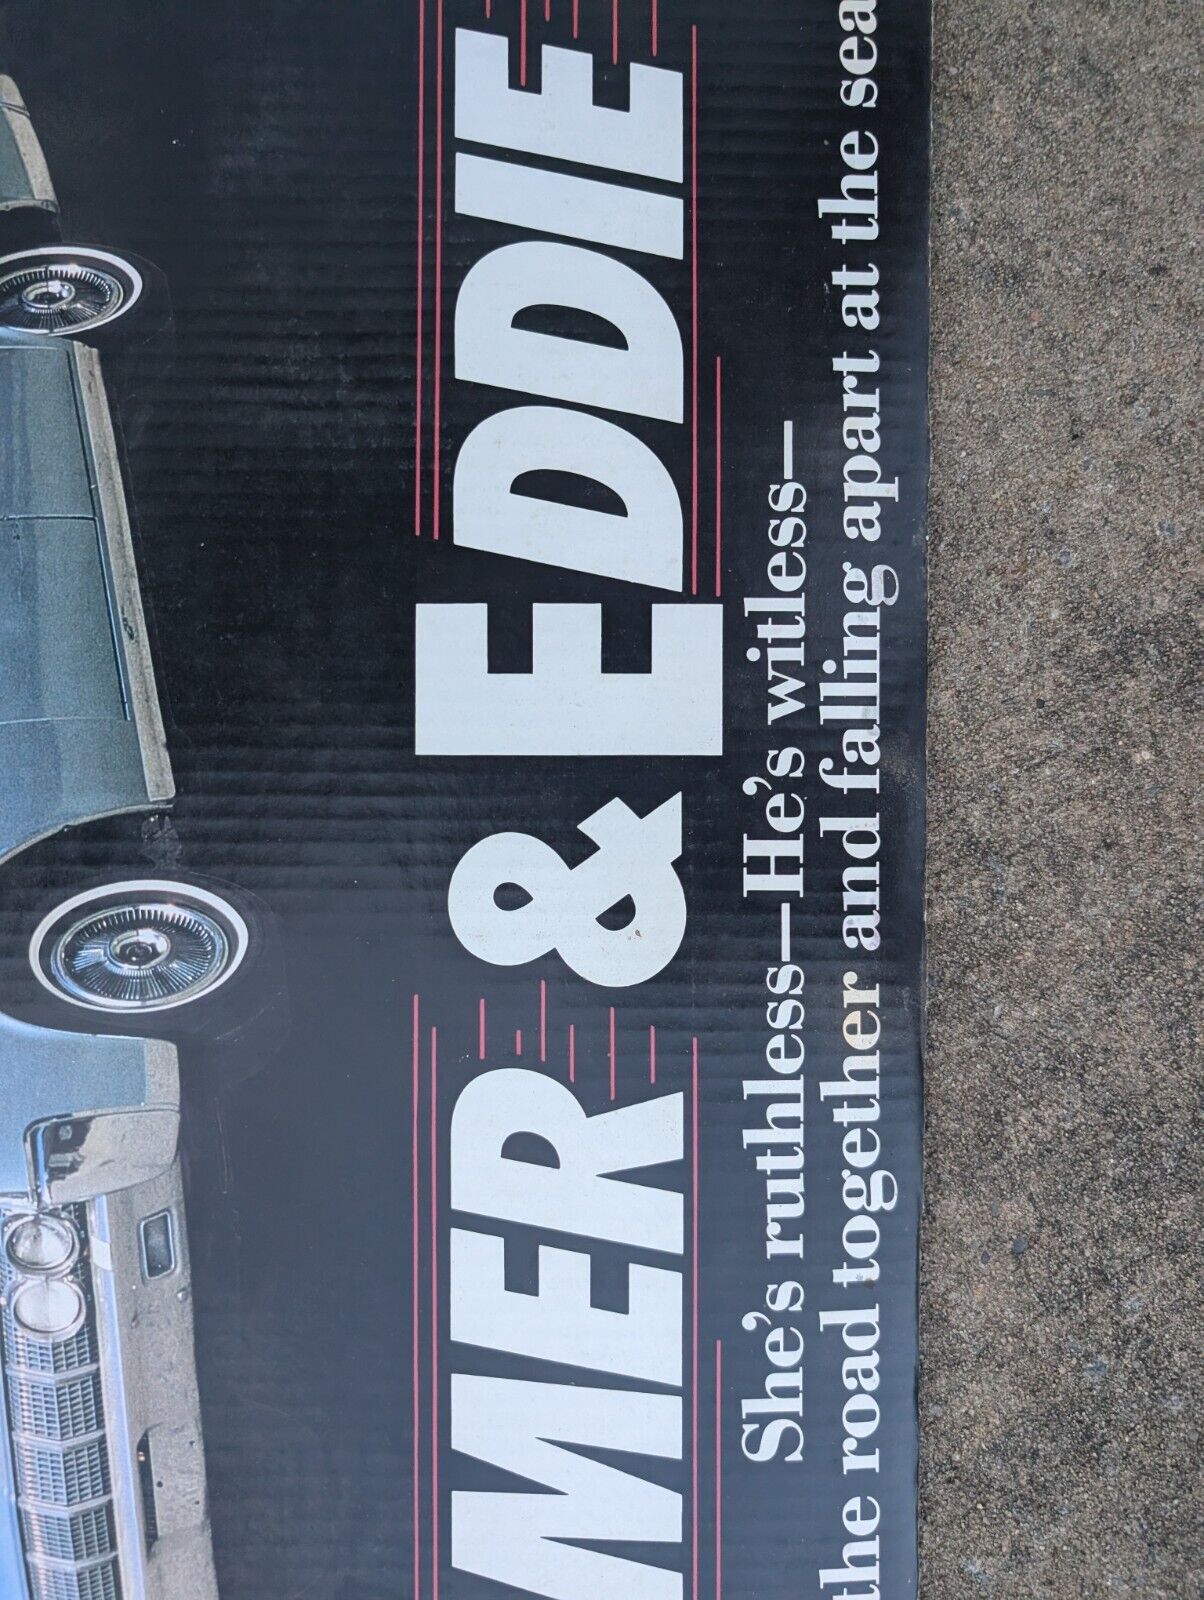 MER & EDDIE
She's ruthless—He's witless—
the road together and falling apart at the sea